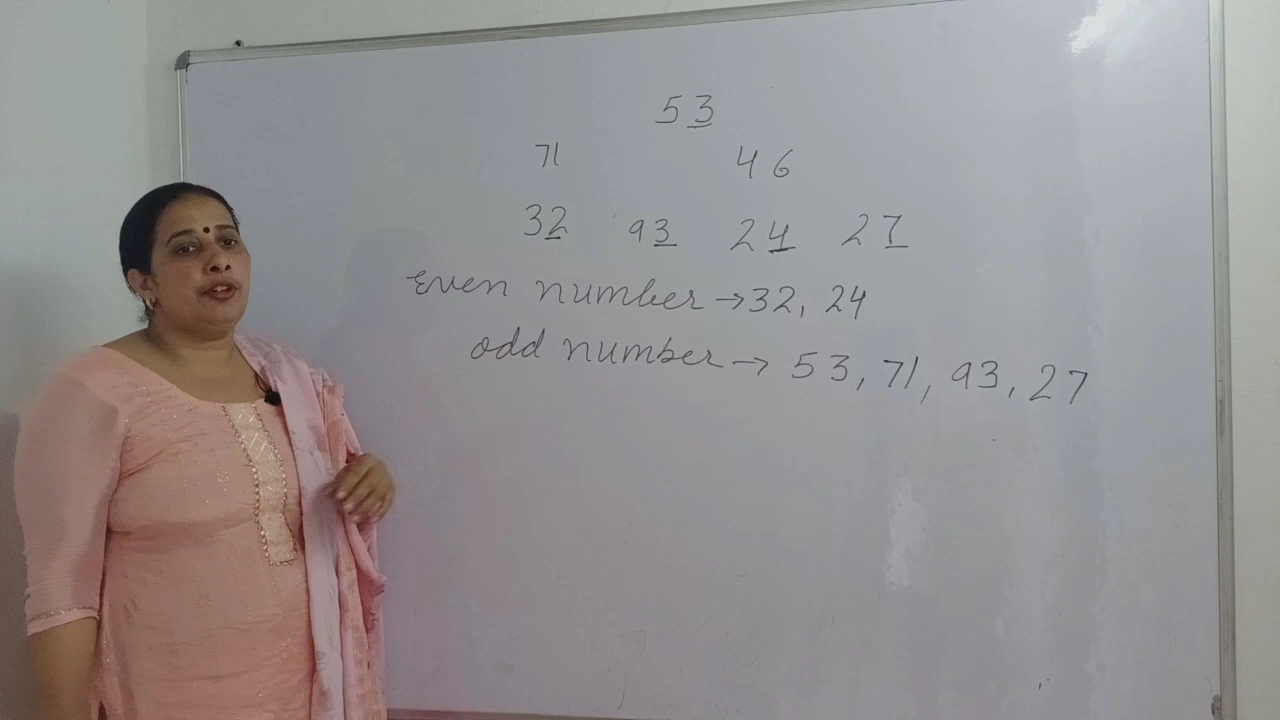 53
71 46
32 93 24 27
even number → 32, 24
odd number → 53, 71, 93, 27